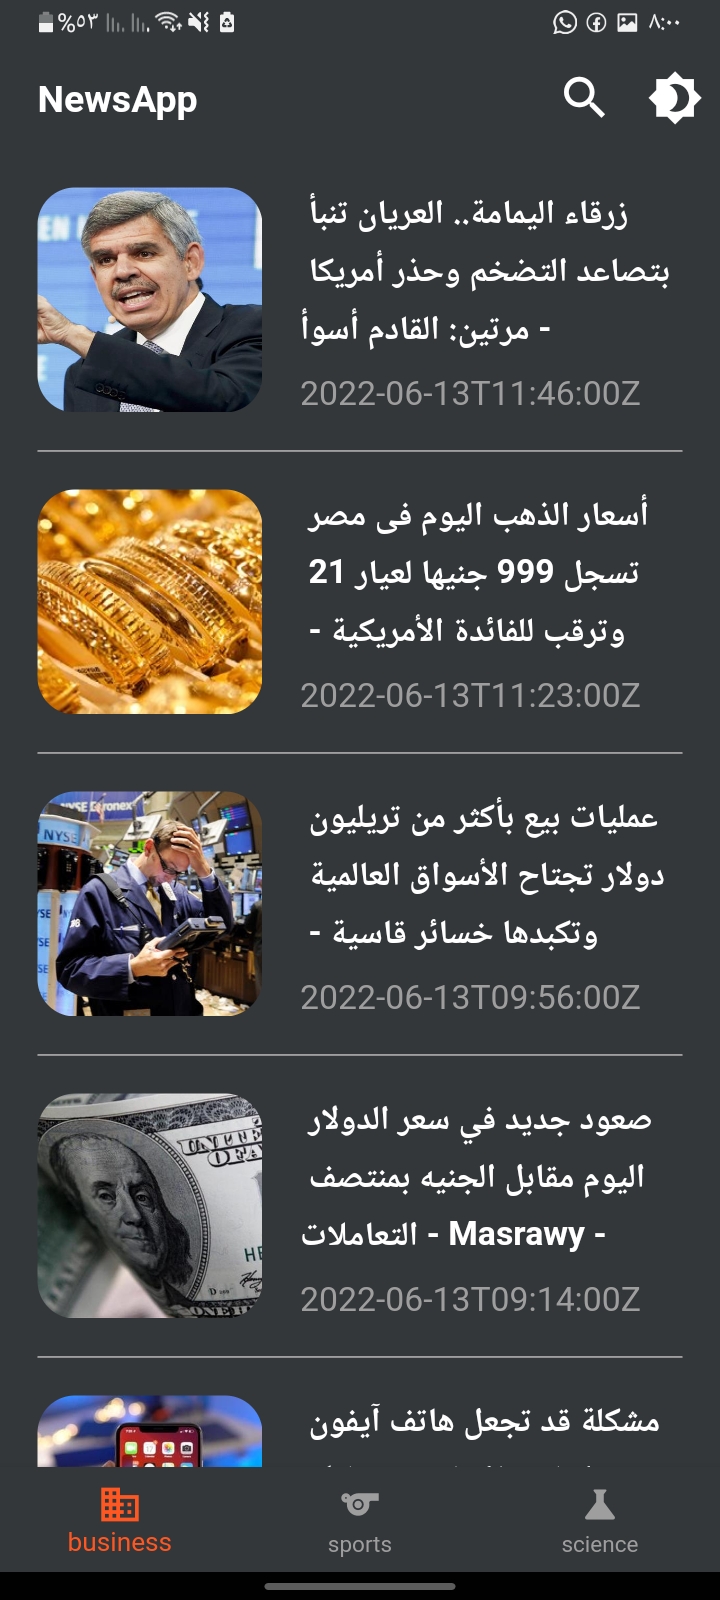 %٥٣
٨:٠٠
NewsApp
زرقاء اليمامة.. العريان تنبأ
بتصاعد التضخم وحذر أمريكا
مرتين: القادم أسوأ -
2022-06-13T11:46:00Z
أسعار الذهب اليوم فى مصر
تسجل 999 جنيها لعيار 21
وترقب للفائدة الأمريكية -
2022-06-13T11:23:00Z
NYSE Euronext
NYSE
عمليات بيع بأكثر من تريليون
دولار تجتاح الأسواق العالمية
وتكبدها خسائر قاسية -
2022-06-13T09:56:00Z
صعود جديد في سعر الدولار
اليوم مقابل الجنيه بمنتصف
التعاملات - Masrawy -
2022-06-13T09:14:00Z
مشكلة قد تجعل هاتف آيفون
business
sports
science